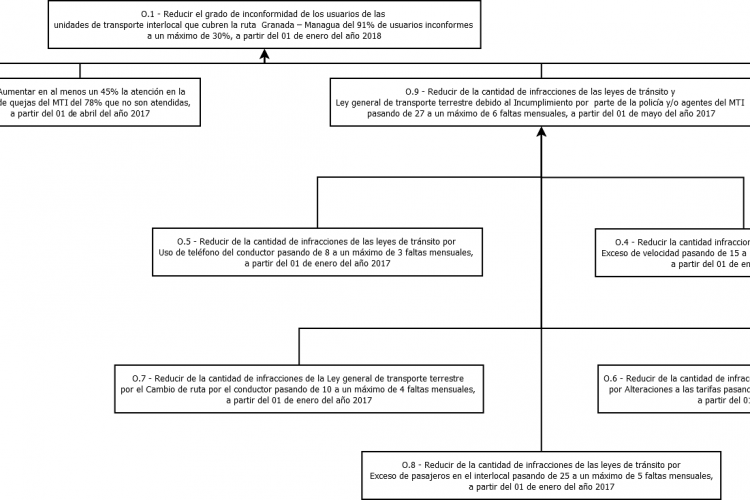 O.1 - Reducir el grado de inconformidad de los usuarios de las
unidades de transporte interlocal que cubren la ruta Granada – Managua del 91% de usuarios inconformes
a un máximo de 30%, a partir del 01 de enero del año 2018
Aumentar en al menos un 45% la atención en la
de quejas del MTI del 78% que no son atendidas,
a partir del 01 de abril del año 2017
O.9 - Reducir de la cantidad de infracciones de las leyes de tránsito y
Ley general de transporte terrestre debido al Incumplimiento por parte de la policía y/o agentes del MTI
pasando de 27 a un máximo de 6 faltas mensuales, a partir del 01 de mayo del año 2017
O.5 - Reducir de la cantidad de infracciones de las leyes de tránsito por
Uso de teléfono del conductor pasando de 8 a un máximo de 3 faltas mensuales,
a partir del 01 de enero del año 2017
O.4 - Reducir la cantidad infraccion
Exceso de velocidad pasando de 15 a
a partir del 01 de en
O.7 - Reducir de la cantidad de infracciones de la Ley general de transporte terrestre
por el Cambio de ruta por el conductor pasando de 10 a un máximo de 4 faltas mensuales,
a partir del 01 de enero del año 2017
O.6 - Reducir de la cantidad de infrac
por Alteraciones a las tarifas pasand
a partir del 01
O.8 - Reducir de la cantidad de infracciones de las leyes de tránsito por
Exceso de pasajeros en el interlocal pasando de 25 a un máximo de 5 faltas mensuales,
a partir del 01 de enero del año 2017